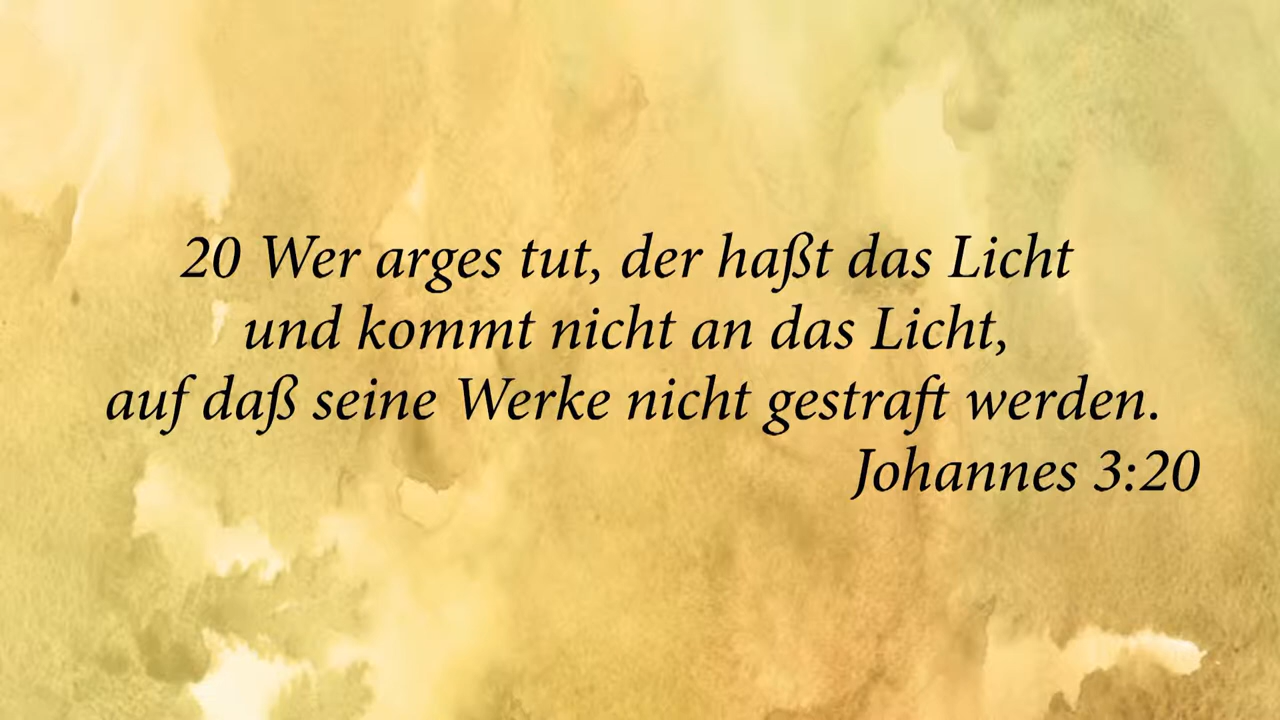 20 Wer arges tut, der haßt das Licht
und kommt nicht an das Licht,
auf daß seine Werke nicht gestraft werden.
Johannes 3:20